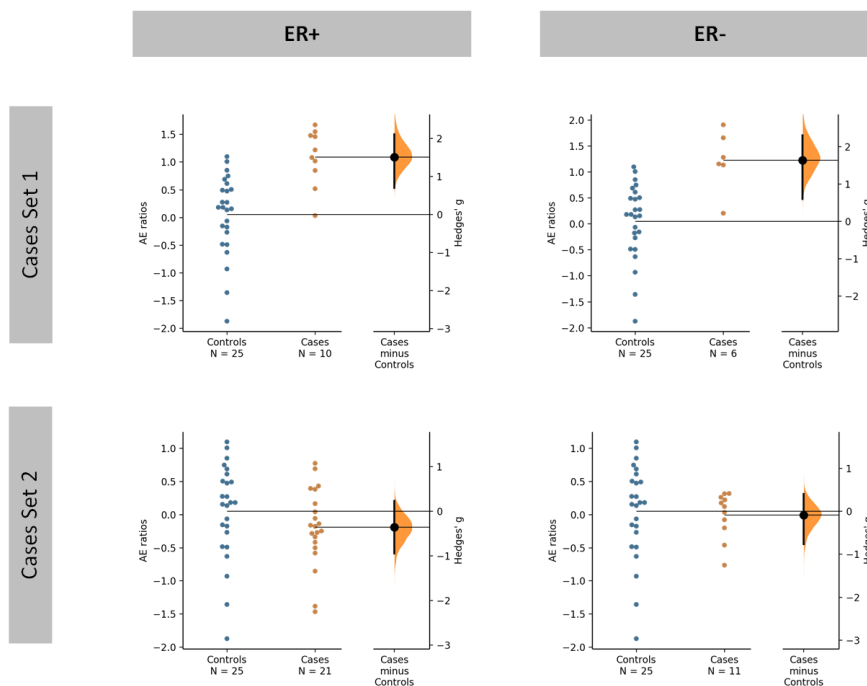 ER+
ER-
Cases Set 1
1.5
1.0
0.5
0.0
−0.5
−1.0
−1.5
−2.0
AE ratios
2
1
0
−1
−2
−3
Hedges' g
Controls
N = 25
Cases
N = 10
Cases
minus
Controls
2.0
1.5
1.0
0.5
0.0
−0.5
−1.0
−1.5
−2.0
AE ratios
2
1
0
−1
−2
Hedges' g
Controls
N = 25
Cases
N = 6
Cases
minus
Controls
Cases Set 2
1.0
0.5
0.0
−0.5
−1.0
−1.5
−2.0
AE ratios
1
0
−1
−2
−3
Hedges' g
Controls
N = 25
Cases
N = 21
Cases
minus
Controls
1.0
0.5
0.0
−0.5
−1.0
−1.5
−2.0
AE ratios
1
0
−1
−2
−3
Hedges' g
Controls
N = 25
Cases
N = 11
Cases
minus
Controls